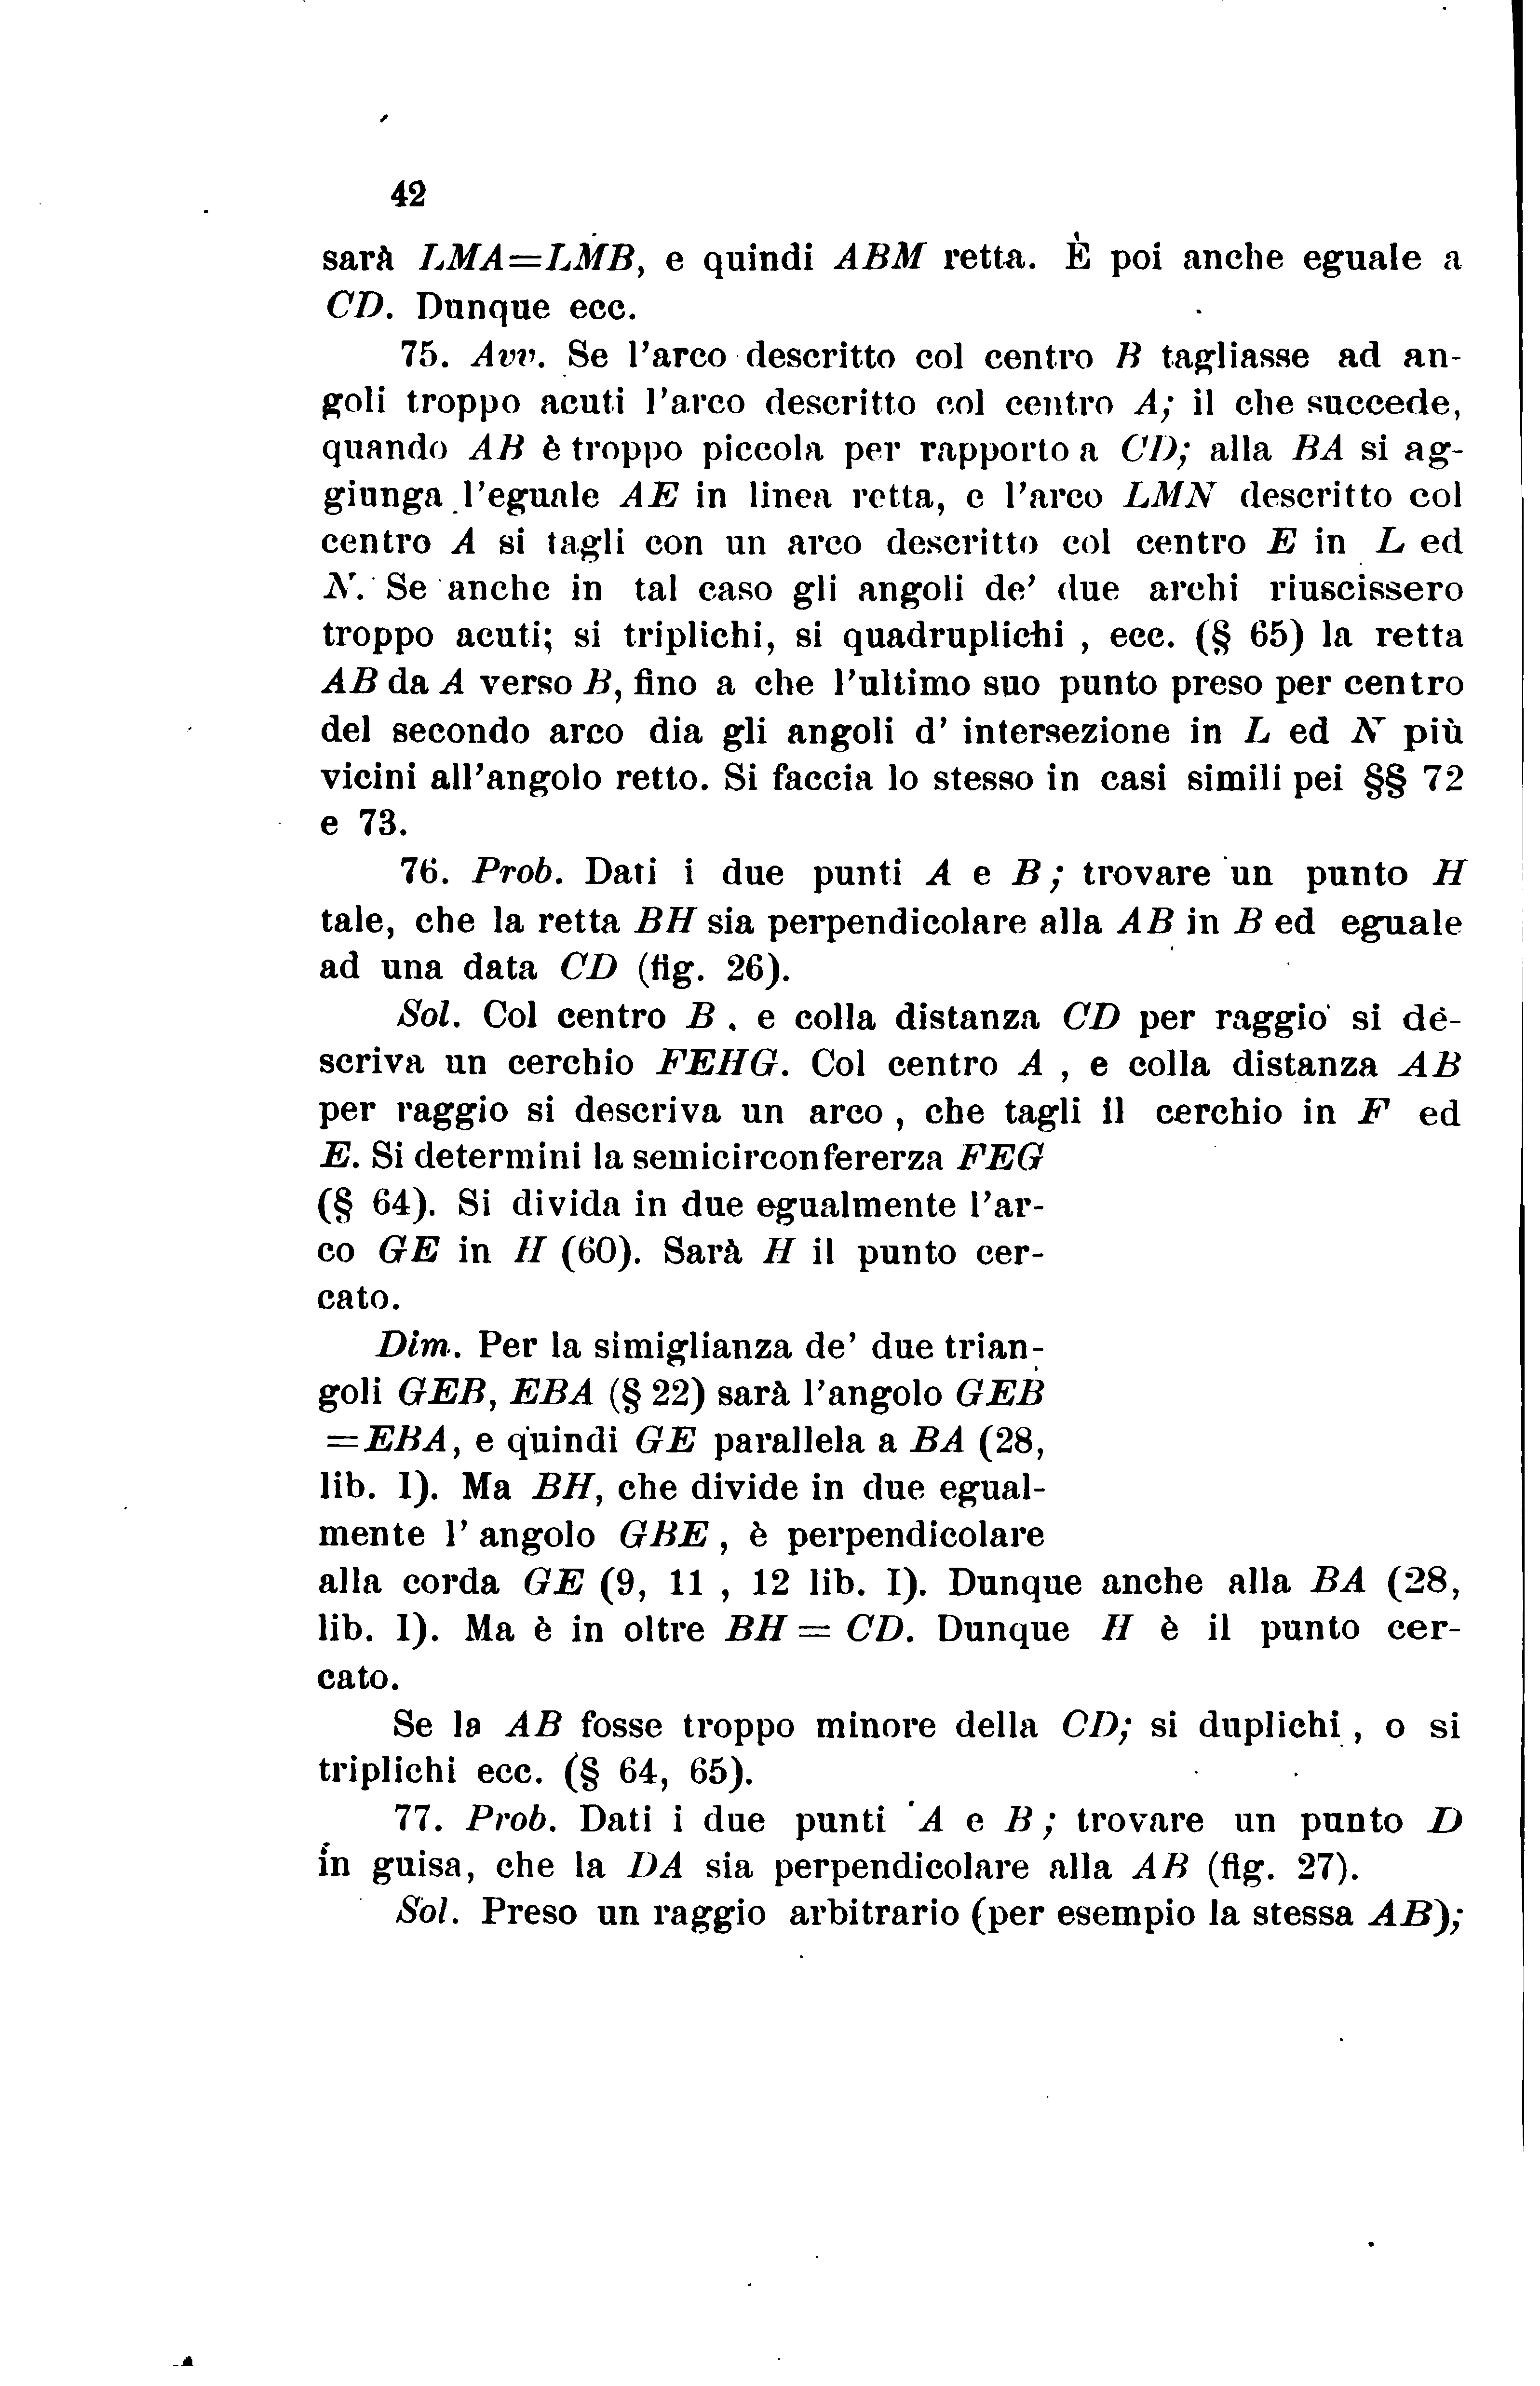 42
sarà LMA=LMB, e quindi ABM retta. È poi anche eguale a
CD. Dunque ecc.
75. Avv. Se l'arco descritto col centro B tagliasse ad an-
goli troppo acuti l'arco descritto col centro A; il che succede,
quando AB è troppo piccola per rapporto a CD; alla BA si ag-
giunga l'eguale AE in linea retta, e l'arco LMN descritto col
centro A si tagli con un arco descritto col centro E in L ed
N. Se anche in tal caso gli angoli de' due archi riuscissero
troppo acuti; si triplichi, si quadruplichi , ecc. (§ 65) la retta
AB da A verso B, fino a che l'ultimo suo punto preso per centro
del secondo arco dia gli angoli d' intersezione in L ed N più
vicini all'angolo retto. Si faccia lo stesso in casi simili pei §§ 72
e 73.
76. Prob. Dati i due punti A e B; trovare un punto H
tale, che la retta BH sia perpendicolare alla AB in B ed eguale
ad una data CD (fig. 26).
Sol. Col centro B . e colla distanza CD per raggio si de-
scriva un cerchio FEHG. Col centro A , e colla distanza AB
per raggio si descriva un arco , che tagli il cerchio in F ed
E. Si determini la semicirconfererza FEG
(§ 64). Si divida in due egualmente l'ar-
co GE in H (60). Sarà H il punto cer-
cato.
Dim. Per la simiglianza de' due trian-
goli GEB, EBA (§ 22) sarà l'angolo GEB
=EBA, e quindi GE parallela a BA (28,
lib. I). Ma BH, che divide in due egual-
mente l' angolo GBE , è perpendicolare
alla corda GE (9, 11 , 12 lib. I). Dunque anche alla BA (28,
lib. I). Ma è in oltre BH = CD. Dunque H è il punto cer-
cato.
Se la AB fosse troppo minore della CD; si duplichi , o si
triplichi ecc. (§ 64, 65).
77. Prob. Dati i due punti A e B; trovare un punto D
in guisa, che la DA sia perpendicolare alla AB (fig. 27).
Sol. Preso un raggio arbitrario (per esempio la stessa AB);